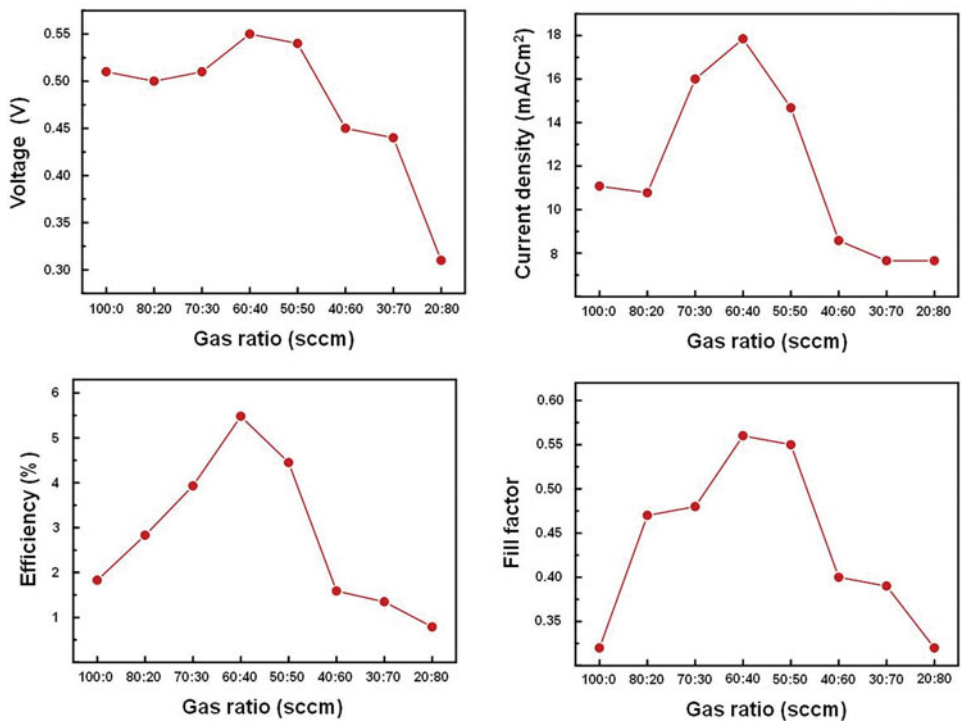 0.55
0.50
0.45
0.40
0.35
0.30
Voltage (V)
100:0 80:20 70:30 60:40 50:50 40:60 30:70 20:80
Gas ratio (sccm)
18
16
14
12
10
8
Current density (mA/Cm²)
100:0 80:20 70:30 60:40 50:50 40:60 30:70 20:80
Gas ratio (sccm)
6
5
4
3
2
1
Efficiency (%)
100:0 80:20 70:30 60:40 50:50 40:60 30:70 20:80
Gas ratio (sccm)
0.60
0.55
0.50
0.45
0.40
0.35
Fill factor
100:0 80:20 70:30 60:40 50:50 40:60 30:70 20:80
Gas ratio (sccm)